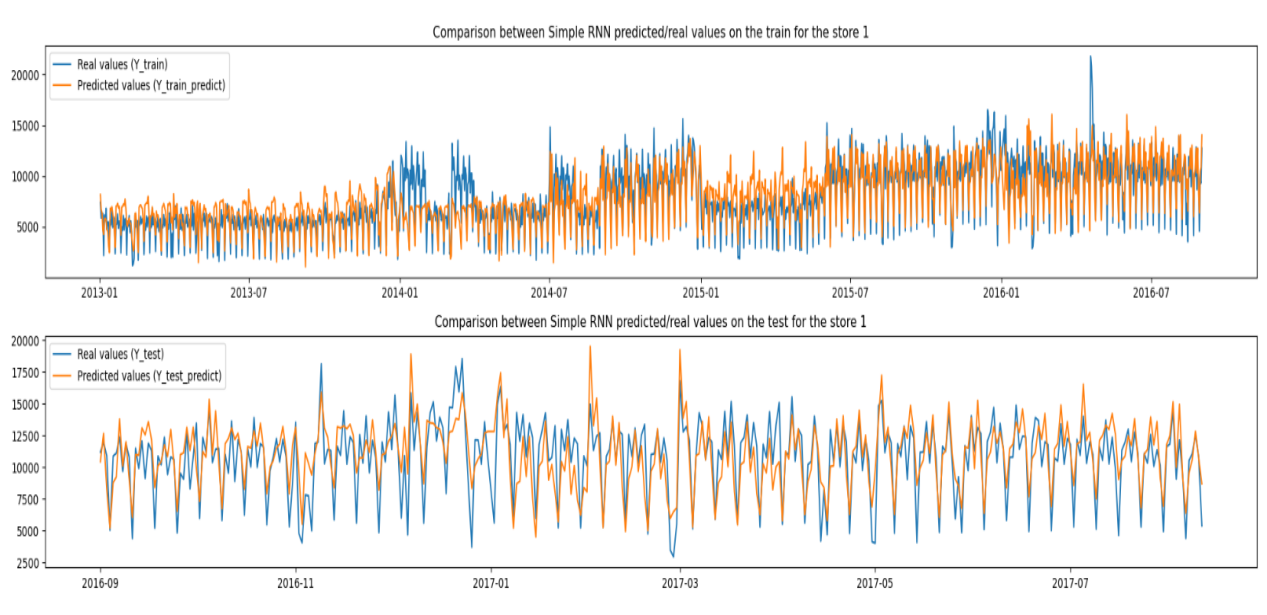 Comparison between Simple RNN predicted/real values on the train for the store 1
Real values (Y_train)
Predicted values (Y_train_predict)
20000
15000
10000
5000
2013-01 2013-07 2014-01 2014-07 2015-01 2015-07 2016-01 2016-07
Comparison between Simple RNN predicted/real values on the test for the store 1
Real values (Y_test)
Predicted values (Y_test_predict)
20000
17500
15000
12500
10000
7500
5000
2500
2016-09 2016-11 2017-01 2017-03 2017-05 2017-07